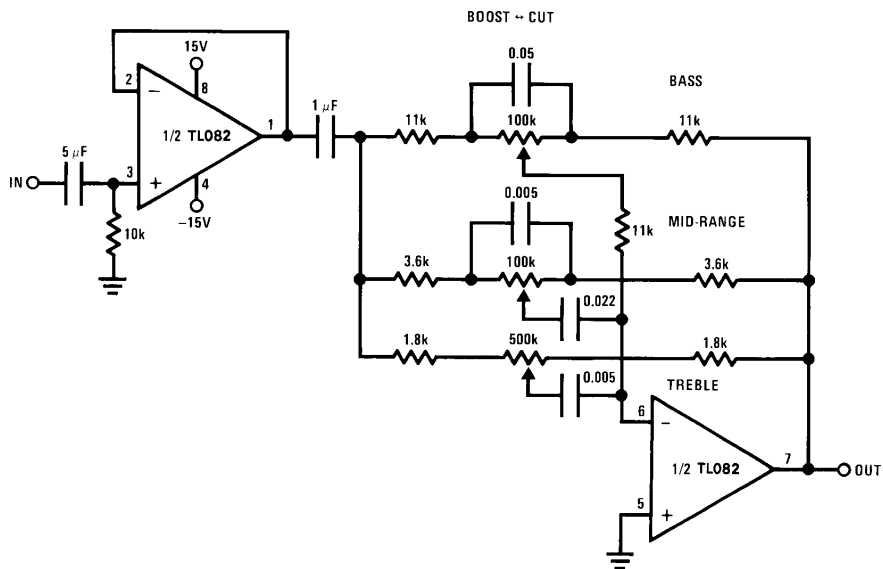 BOOST ↔ CUT
0.05
15V
BASS
2
8
1 μF
–
1
11k
100k
11k
1/2 TL082
5 μF
3
IN
+
4
–15V
10k
0.005
11k
MID-RANGE
3.6k
100k
3.6k
0.022
1.8k
500k
1.8k
0.005
TREBLE
6
–
7
1/2 TL082
OUT
5
+